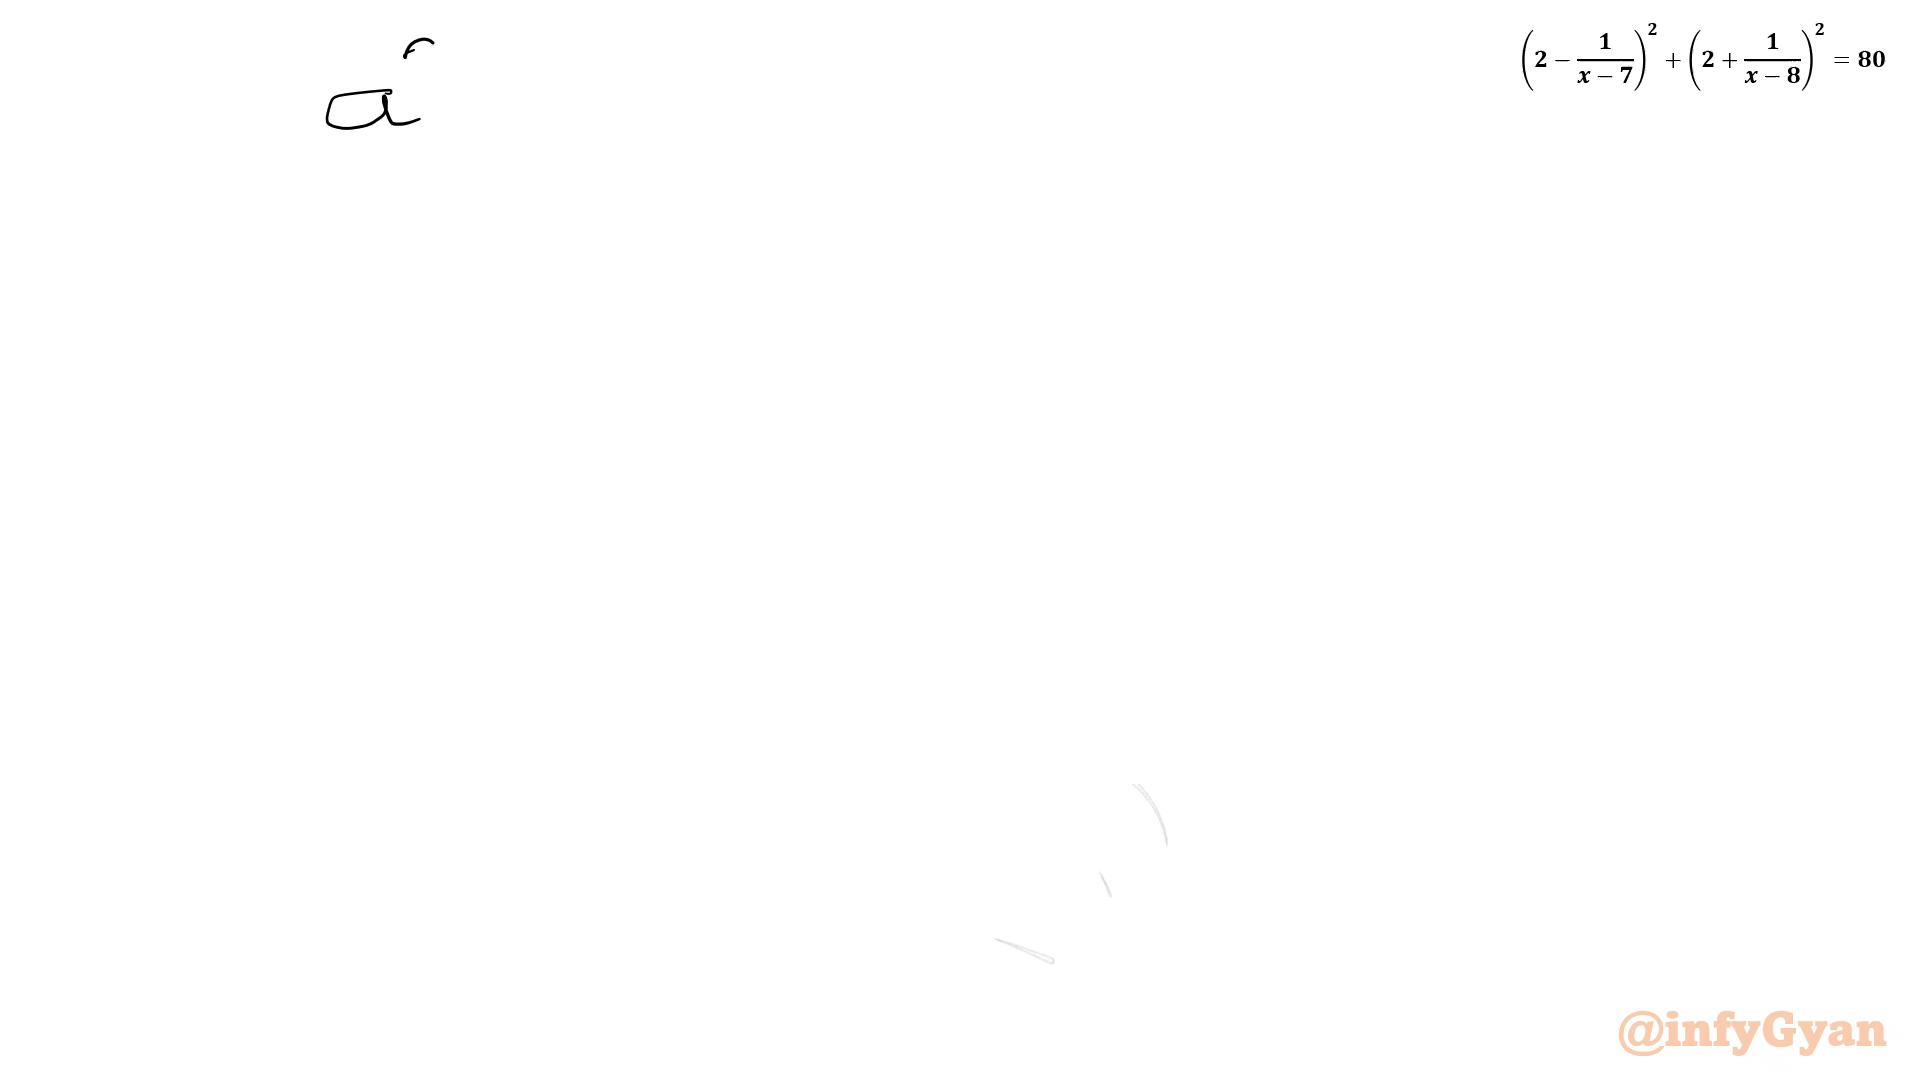 a
(2 − 1/(x − 7))² + (2 + 1/(x − 8))² = 80
@infyGyan